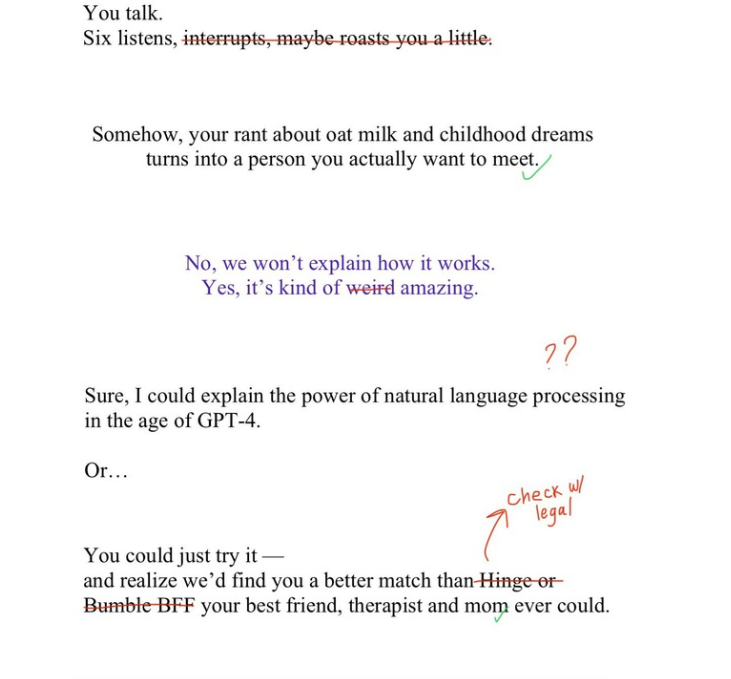 You talk.
Six listens, interrupts, maybe roasts you a little.
Somehow, your rant about oat milk and childhood dreams
turns into a person you actually want to meet.
No, we won’t explain how it works.
Yes, it’s kind of weird amazing.
??
Sure, I could explain the power of natural language processing
in the age of GPT-4.
Or…
check w/
legal
You could just try it —
and realize we’d find you a better match than Hinge or
Bumble BFF your best friend, therapist and mom ever could.